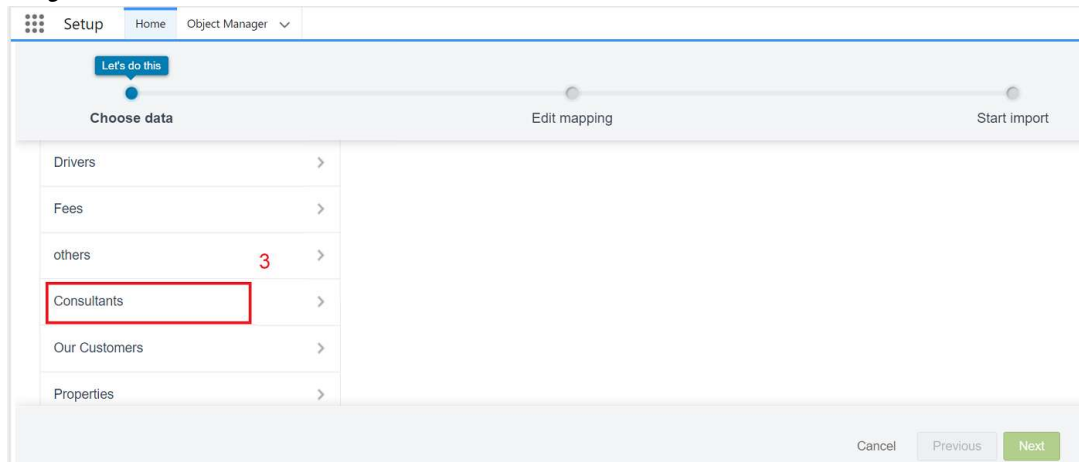 Setup Home Object Manager
Let's do this
Choose data Edit mapping Start import
Drivers
Fees
others
3
Consultants
Our Customers
Properties
Cancel Previous Next